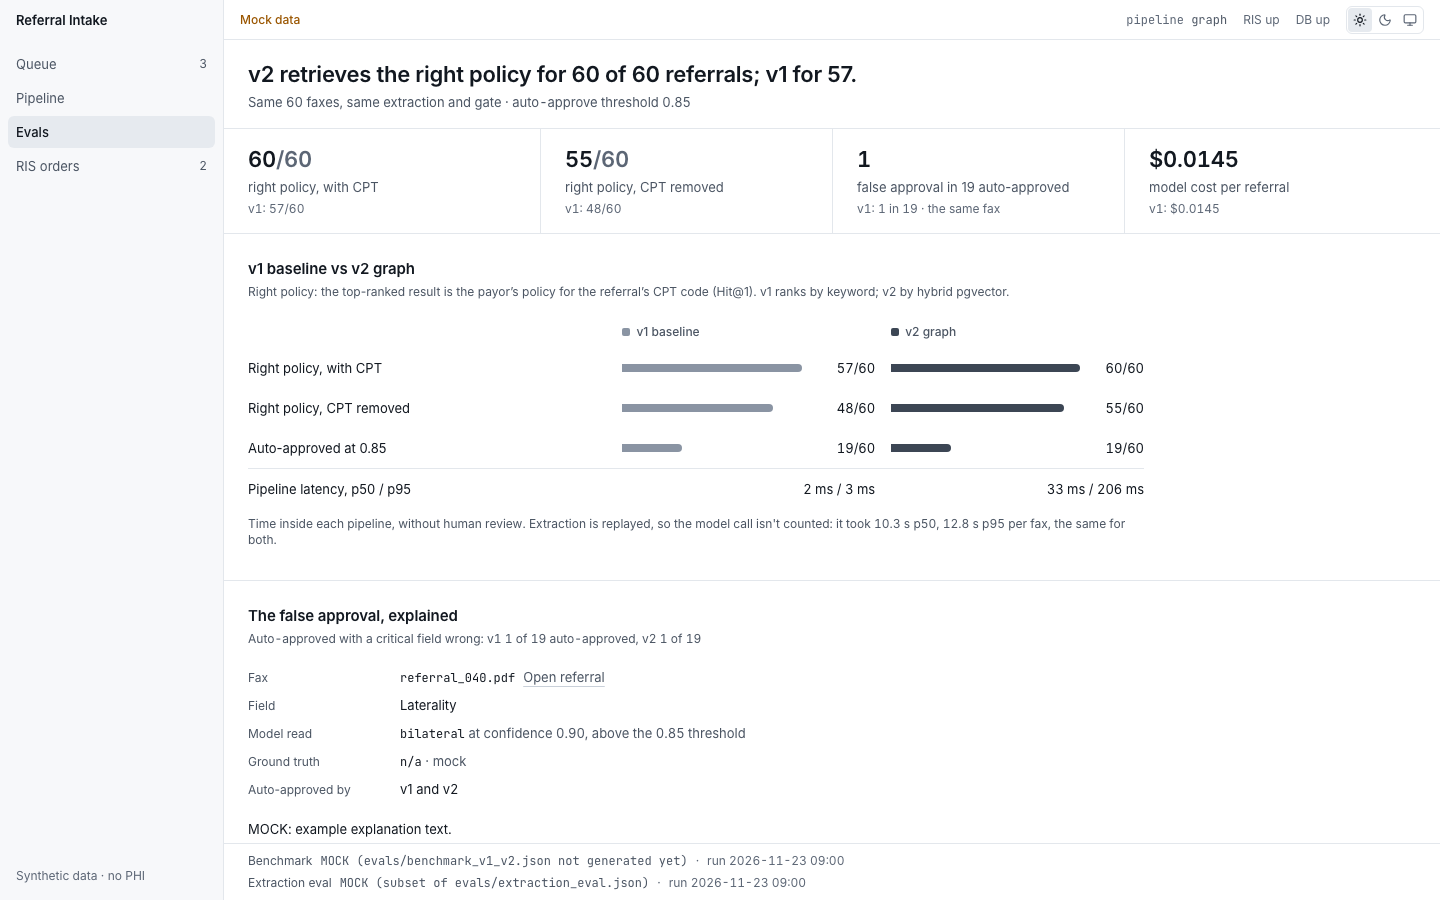 Referral Intake
Mock data
pipeline graph RIS up DB up
Queue 3
Pipeline
Evals
RIS orders 2
v2 retrieves the right policy for 60 of 60 referrals; v1 for 57.
Same 60 faxes, same extraction and gate · auto-approve threshold 0.85
60/60
right policy, with CPT
v1: 57/60
55/60
right policy, CPT removed
v1: 48/60
1
false approval in 19 auto-approved
v1: 1 in 19 · the same fax
$0.0145
model cost per referral
v1: $0.0145
v1 baseline vs v2 graph
Right policy: the top-ranked result is the payor’s policy for the referral’s CPT code (Hit@1). v1 ranks by keyword; v2 by hybrid pgvector.
v1 baseline v2 graph
Right policy, with CPT 57/60 60/60
Right policy, CPT removed 48/60 55/60
Auto-approved at 0.85 19/60 19/60
Pipeline latency, p50 / p95 2 ms / 3 ms 33 ms / 206 ms
Time inside each pipeline, without human review. Extraction is replayed, so the model call isn't counted: it took 10.3 s p50, 12.8 s p95 per fax, the same for
both.
The false approval, explained
Auto-approved with a critical field wrong: v1 1 of 19 auto-approved, v2 1 of 19
Fax referral_040.pdf Open referral
Field Laterality
Model read bilateral at confidence 0.90, above the 0.85 threshold
Ground truth n/a · mock
Auto-approved by v1 and v2
MOCK: example explanation text.
Benchmark MOCK (evals/benchmark_v1_v2.json not generated yet) · run 2026-11-23 09:00
Extraction eval MOCK (subset of evals/extraction_eval.json) · run 2026-11-23 09:00
Synthetic data · no PHI